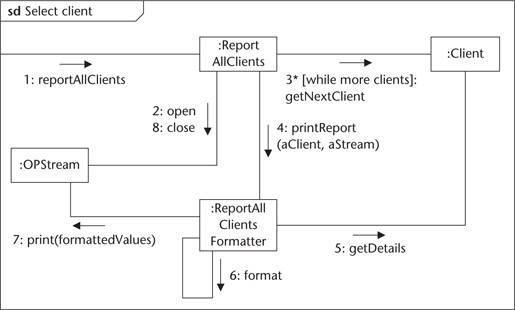 sd Select client
:Report
AllClients
:Client
1: reportAllClients
3* [while more clients]:
getNextClient
2: open
8: close
4: printReport
(aClient, aStream)
:OPStream
:ReportAll
Clients
Formatter
7: print(formattedValues)
5: getDetails
6: format